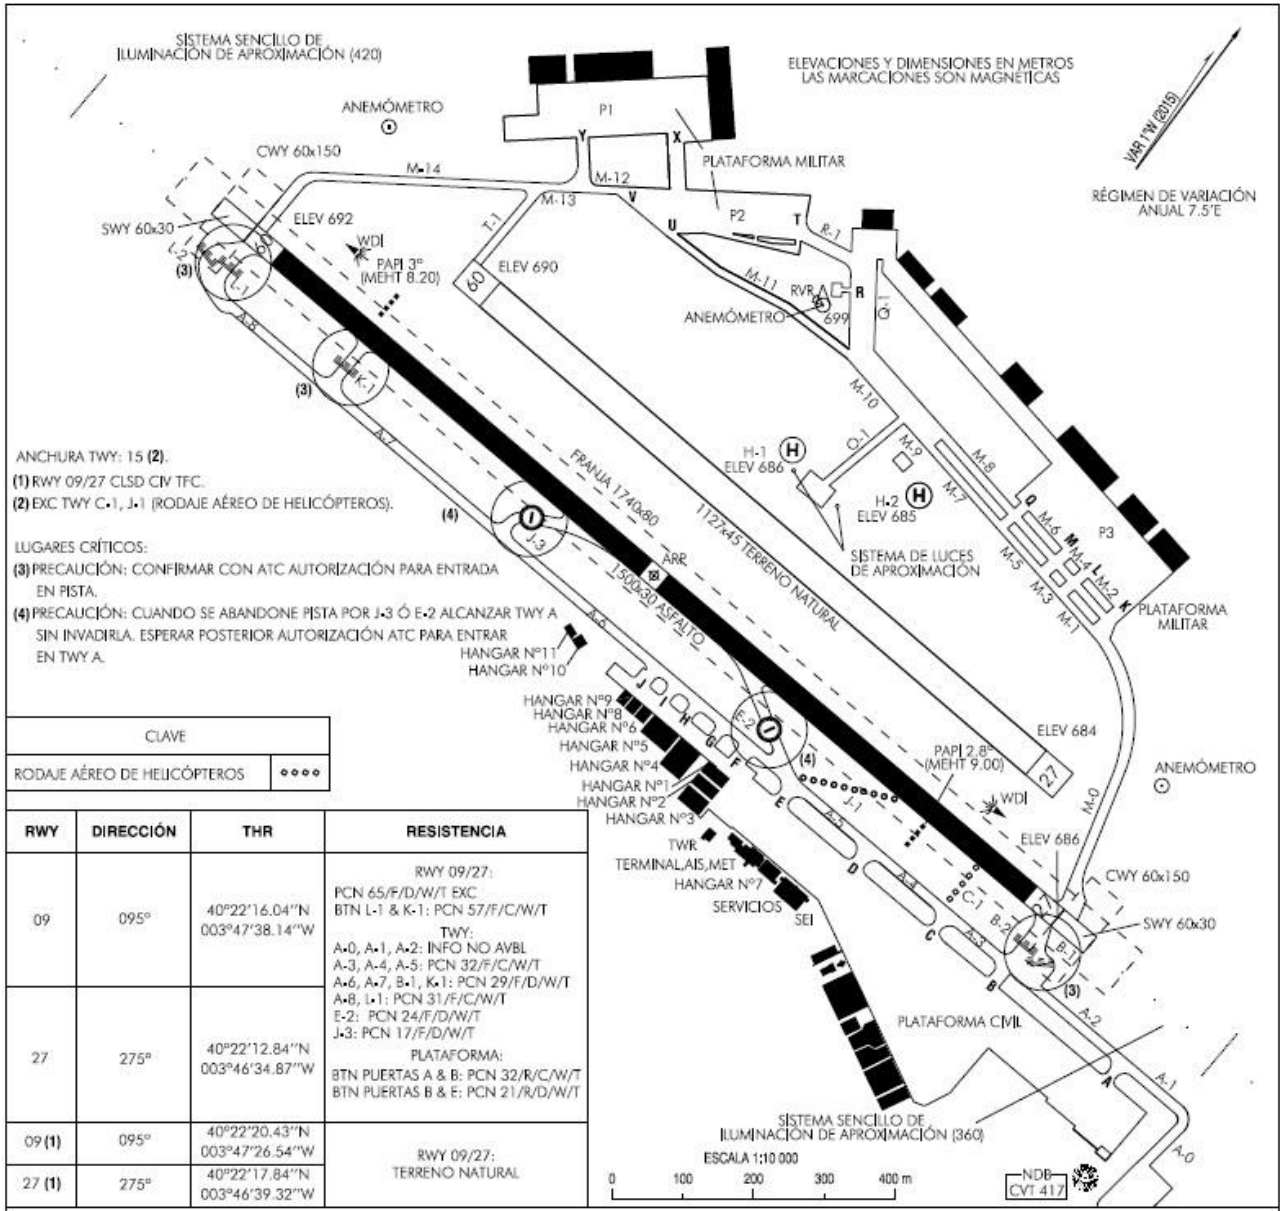 SISTEMA SENCILLO DE
ILUMINACIÓN DE APROXIMACIÓN (420)
ELEVACIONES Y DIMENSIONES EN METROS
LAS MARCACIONES SON MAGNÉTICAS
VAR 1°W (2015)
RÉGIMEN DE VARIACIÓN
ANUAL 7.5'E
ANEMÓMETRO
P1
Y
X
PLATAFORMA MILITAR
CWY 60x150
M-14
M-12
M-13
V
U
P2
T
R-1
SWY 60x30
ELEV 692
T-1
WDI
PAPI 3°
(MEHT 8.20)
ELEV 690
M-11
RVR
R
Q-1
ANEMÓMETRO
699
L-2
(3)
L-1
09
09
A-8
K-1
(3)
A-7
M-10
Q-1
M-9
M-8
M-7
H-1
ELEV 686
H
H-2
ELEV 685
H
Q
M-6
M
M-4
L
M-2
K
M-5
M-3
M-1
P3
PLATAFORMA
MILITAR
SISTEMA DE LUCES
DE APROXIMACIÓN
FRANJA 1740x80
1127x45 TERRENO NATURAL
ARR
1500x30 ASFALTO
(4)
J-3
A-6
ANCHURA TWY: 15 (2).
(1) RWY 09/27 CLSD CIV TFC.
(2) EXC TWY C-1, J-1 (RODAJE AÉREO DE HELICÓPTEROS).
LUGARES CRÍTICOS:
(3) PRECAUCIÓN: CONFIRMAR CON ATC AUTORIZACIÓN PARA ENTRADA
EN PISTA.
(4) PRECAUCIÓN: CUANDO SE ABANDONE PISTA POR J-3 Ó E-2 ALCANZAR TWY A
SIN INVADIRLA. ESPERAR POSTERIOR AUTORIZACIÓN ATC PARA ENTRAR
EN TWY A.
HANGAR Nº11
HANGAR Nº10
HANGAR Nº9
HANGAR Nº8
HANGAR Nº6
HANGAR Nº5
HANGAR Nº4
HANGAR Nº1
HANGAR Nº2
HANGAR Nº3
J
I
H
G
F
E
D
C
B
A
E-2
(4)
J-1
A-5
A-4
A-3
C-1
B-2
B-1
27
27
PAPI 2.8°
(MEHT 9.00)
WDI
ELEV 684
ELEV 686
M-0
ANEMÓMETRO
CWY 60x150
SWY 60x30
(3)
A-2
A-1
A-0
TWR
TERMINAL,AIS,MET
HANGAR Nº7
SERVICIOS
SEI
PLATAFORMA CIVIL
SISTEMA SENCILLO DE
ILUMINACIÓN DE APROXIMACIÓN (360)
ESCALA 1:10 000
0 100 200 300 400 m
NDB
CVT 417
CLAVE
RODAJE AÉREO DE HELICÓPTEROS
RWY DIRECCIÓN THR RESISTENCIA
09 095° 40°22'16.04''N
003°47'38.14''W
27 275° 40°22'12.84''N
003°46'34.87''W
RWY 09/27:
PCN 65/F/D/W/T EXC
BTN L-1 & K-1: PCN 57/F/C/W/T
TWY:
A-0, A-1, A-2: INFO NO AVBL
A-3, A-4, A-5: PCN 32/F/C/W/T
A-6, A-7, B-1, K-1: PCN 29/F/D/W/T
A-8, L-1: PCN 31/F/C/W/T
E-2: PCN 24/F/D/W/T
J-3: PCN 17/F/D/W/T
PLATAFORMA:
BTN PUERTAS A & B: PCN 32/R/C/W/T
BTN PUERTAS B & E: PCN 21/R/D/W/T
09 (1) 095° 40°22'20.43''N
003°47'26.54''W
27 (1) 275° 40°22'17.84''N
003°46'39.32''W
RWY 09/27:
TERRENO NATURAL